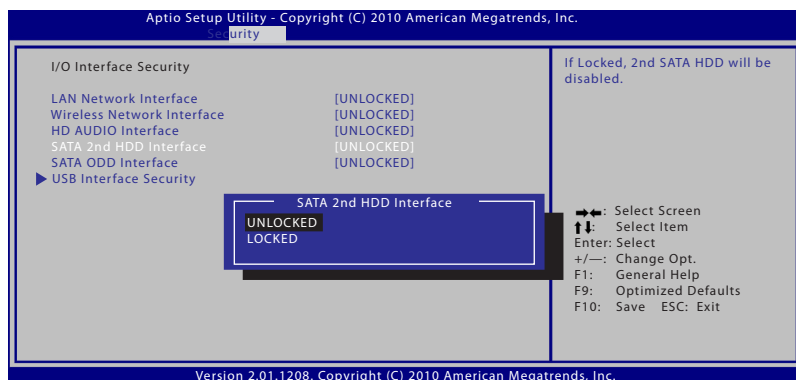 Aptio Setup Utility - Copyright (C) 2010 American Megatrends, Inc.
Security
I/O Interface Security
LAN Network Interface [UNLOCKED]
Wireless Network Interface [UNLOCKED]
HD AUDIO Interface [UNLOCKED]
SATA 2nd HDD Interface [UNLOCKED]
SATA ODD Interface [UNLOCKED]
USB Interface Security
If Locked, 2nd SATA HDD will be
disabled.
SATA 2nd HDD Interface
UNLOCKED
LOCKED
→←: Select Screen
↑↓: Select Item
Enter: Select
+/—: Change Opt.
F1: General Help
F9: Optimized Defaults
F10: Save ESC: Exit
Version 2.01.1208. Copyright (C) 2010 American Megatrends, Inc.